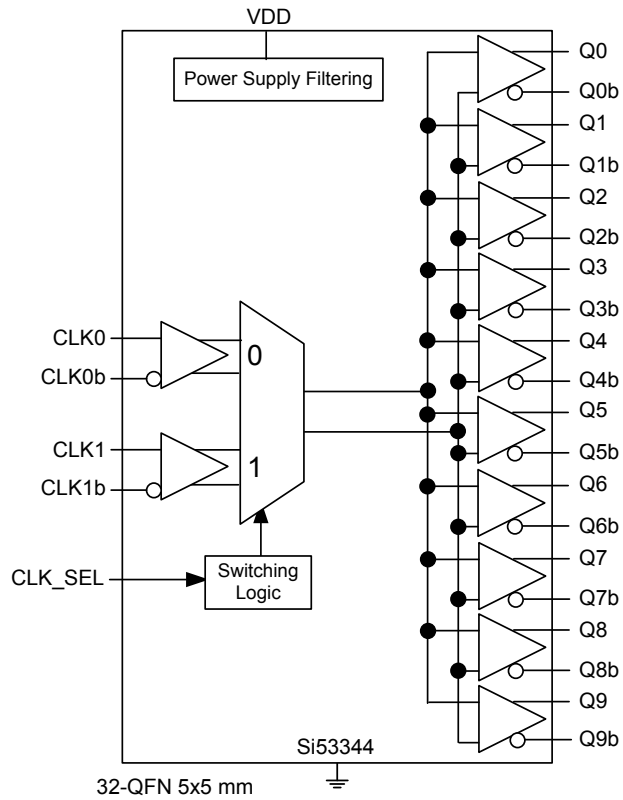 VDD
Power Supply Filtering
Q0
Q0b
Q1
Q1b
Q2
Q2b
Q3
Q3b
Q4
Q4b
Q5
Q5b
Q6
Q6b
Q7
Q7b
Q8
Q8b
Q9
Q9b
CLK0
CLK0b
0
CLK1
CLK1b
1
CLK_SEL
Switching
Logic
Si53344
32-QFN 5x5 mm